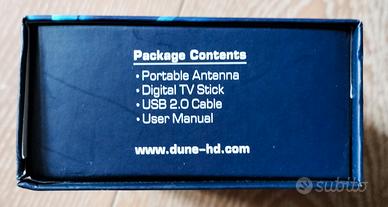 Package Contents
• Portable Antenna
• Digital TV Stick
• USB 2.0 Cable
• User Manual
www.dune-hd.com
subito